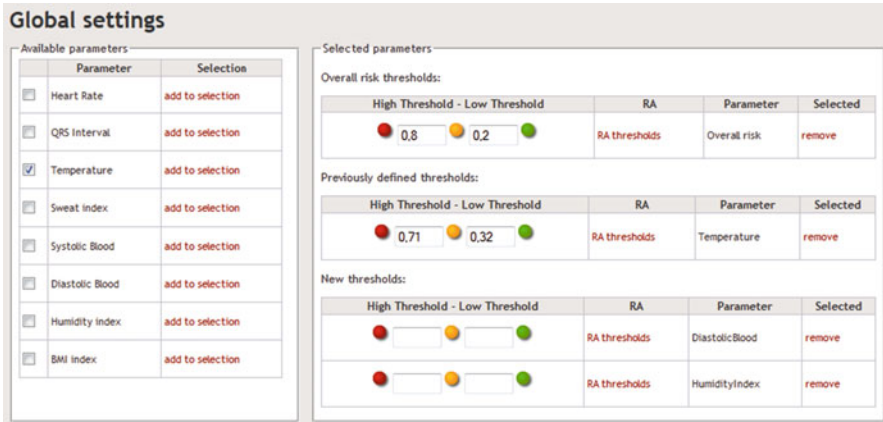 Global settings
Available parameters
Parameter Selection
Heart Rate add to selection
QRS Interval add to selection
Temperature add to selection
Sweat index add to selection
Systolic Blood add to selection
Diastolic Blood add to selection
Humidity index add to selection
BMI index add to selection
Selected parameters
Overall risk thresholds:
High Threshold - Low Threshold RA Parameter Selected
0,8 0,2 RA thresholds Overall risk remove
Previously defined thresholds:
High Threshold - Low Threshold RA Parameter Selected
0,71 0,32 RA thresholds Temperature remove
New thresholds:
High Threshold - Low Threshold RA Parameter Selected
RA thresholds DiastolicBlood remove
RA thresholds HumidityIndex remove